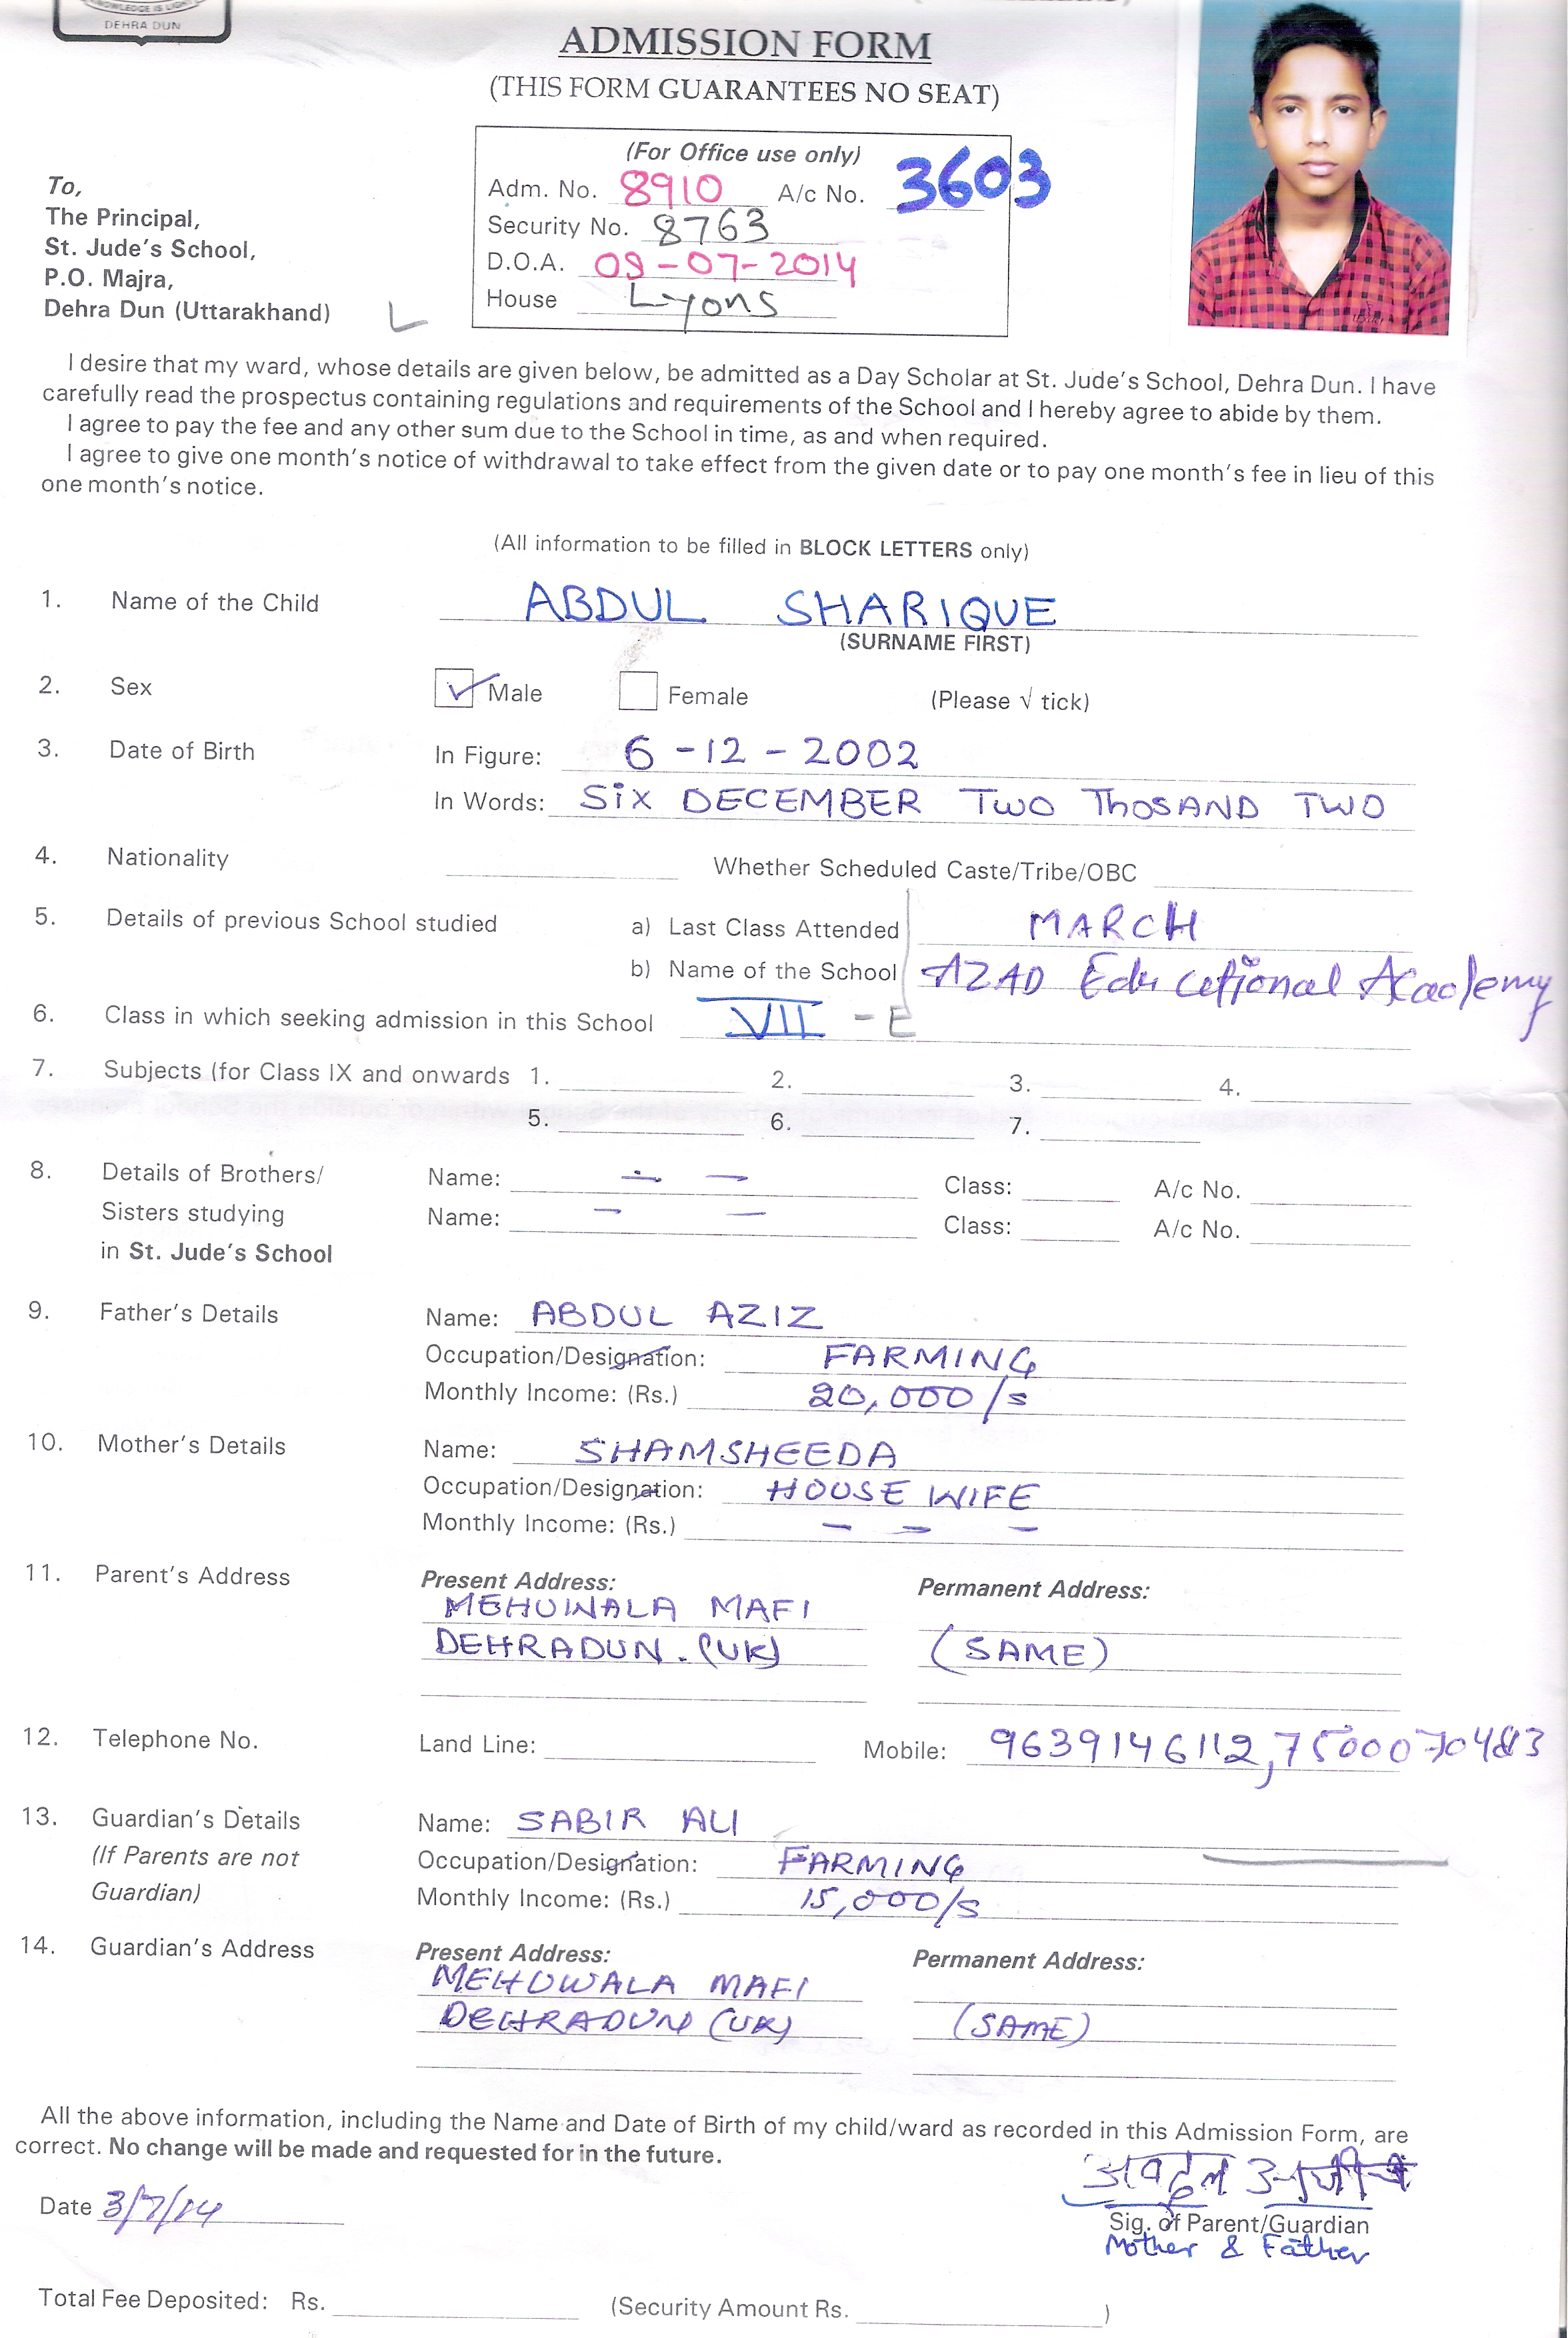 KNOWLEDGE IS LIGHT
DEHRA DUN
ADMISSION FORM
(THIS FORM GUARANTEES NO SEAT)
(For Office use only)
Adm. No. 8910 A/c No. 3603
Security No. 8763
D.O.A. 09-07-2014
House Lyons
To,
The Principal,
St. Jude's School,
P.O. Majra,
Dehra Dun (Uttarakhand)
L
I desire that my ward, whose details are given below, be admitted as a Day Scholar at St. Jude's School, Dehra Dun. I have
carefully read the prospectus containing regulations and requirements of the School and I hereby agree to abide by them.
I agree to pay the fee and any other sum due to the School in time, as and when required.
I agree to give one month's notice of withdrawal to take effect from the given date or to pay one month's fee in lieu of this
one month's notice.
(All information to be filled in BLOCK LETTERS only)
1. Name of the Child ABDUL SHARIQUE
(SURNAME FIRST)
2. Sex ✓ Male Female (Please √ tick)
3. Date of Birth In Figure: 6-12-2002
In Words: SIX DECEMBER TWO THOSAND TWO
4. Nationality Whether Scheduled Caste/Tribe/OBC
5. Details of previous School studied a) Last Class Attended MARCH
b) Name of the School AZAD Educational Academy
6. Class in which seeking admission in this School VII - E
7. Subjects (for Class IX and onwards 1. 2. 3. 4.
5. 6. 7.
8. Details of Brothers/ Name: - - Class: A/c No.
Sisters studying Name: - - Class: A/c No.
in St. Jude's School
9. Father's Details Name: ABDUL AZIZ
Occupation/Designation: FARMING
Monthly Income: (Rs.) 20,000/s
10. Mother's Details Name: SHAMSHEEDA
Occupation/Designation: HOUSE WIFE
Monthly Income: (Rs.) - - -
11. Parent's Address Present Address: Permanent Address:
MEHUWALA MAFI
DEHRADUN. (UK) (SAME)
12. Telephone No. Land Line: Mobile: 9639146112,
13. Guardian's Details Name: SABIR ALI
(If Parents are not Occupation/Designation: FARMING
Guardian) Monthly Income: (Rs.) 15,000/s
14. Guardian's Address Present Address: Permanent Address:
MEHUWALA MAFI
DEHRADUN (UK) (SAME)
All the above information, including the Name and Date of Birth of my child/ward as recorded in this Admission Form, are
correct. No change will be made and requested for in the future.
Date 3/7/14
Sig. of Parent/Guardian
Mother & Father
Total Fee Deposited: Rs. (Security Amount Rs. )